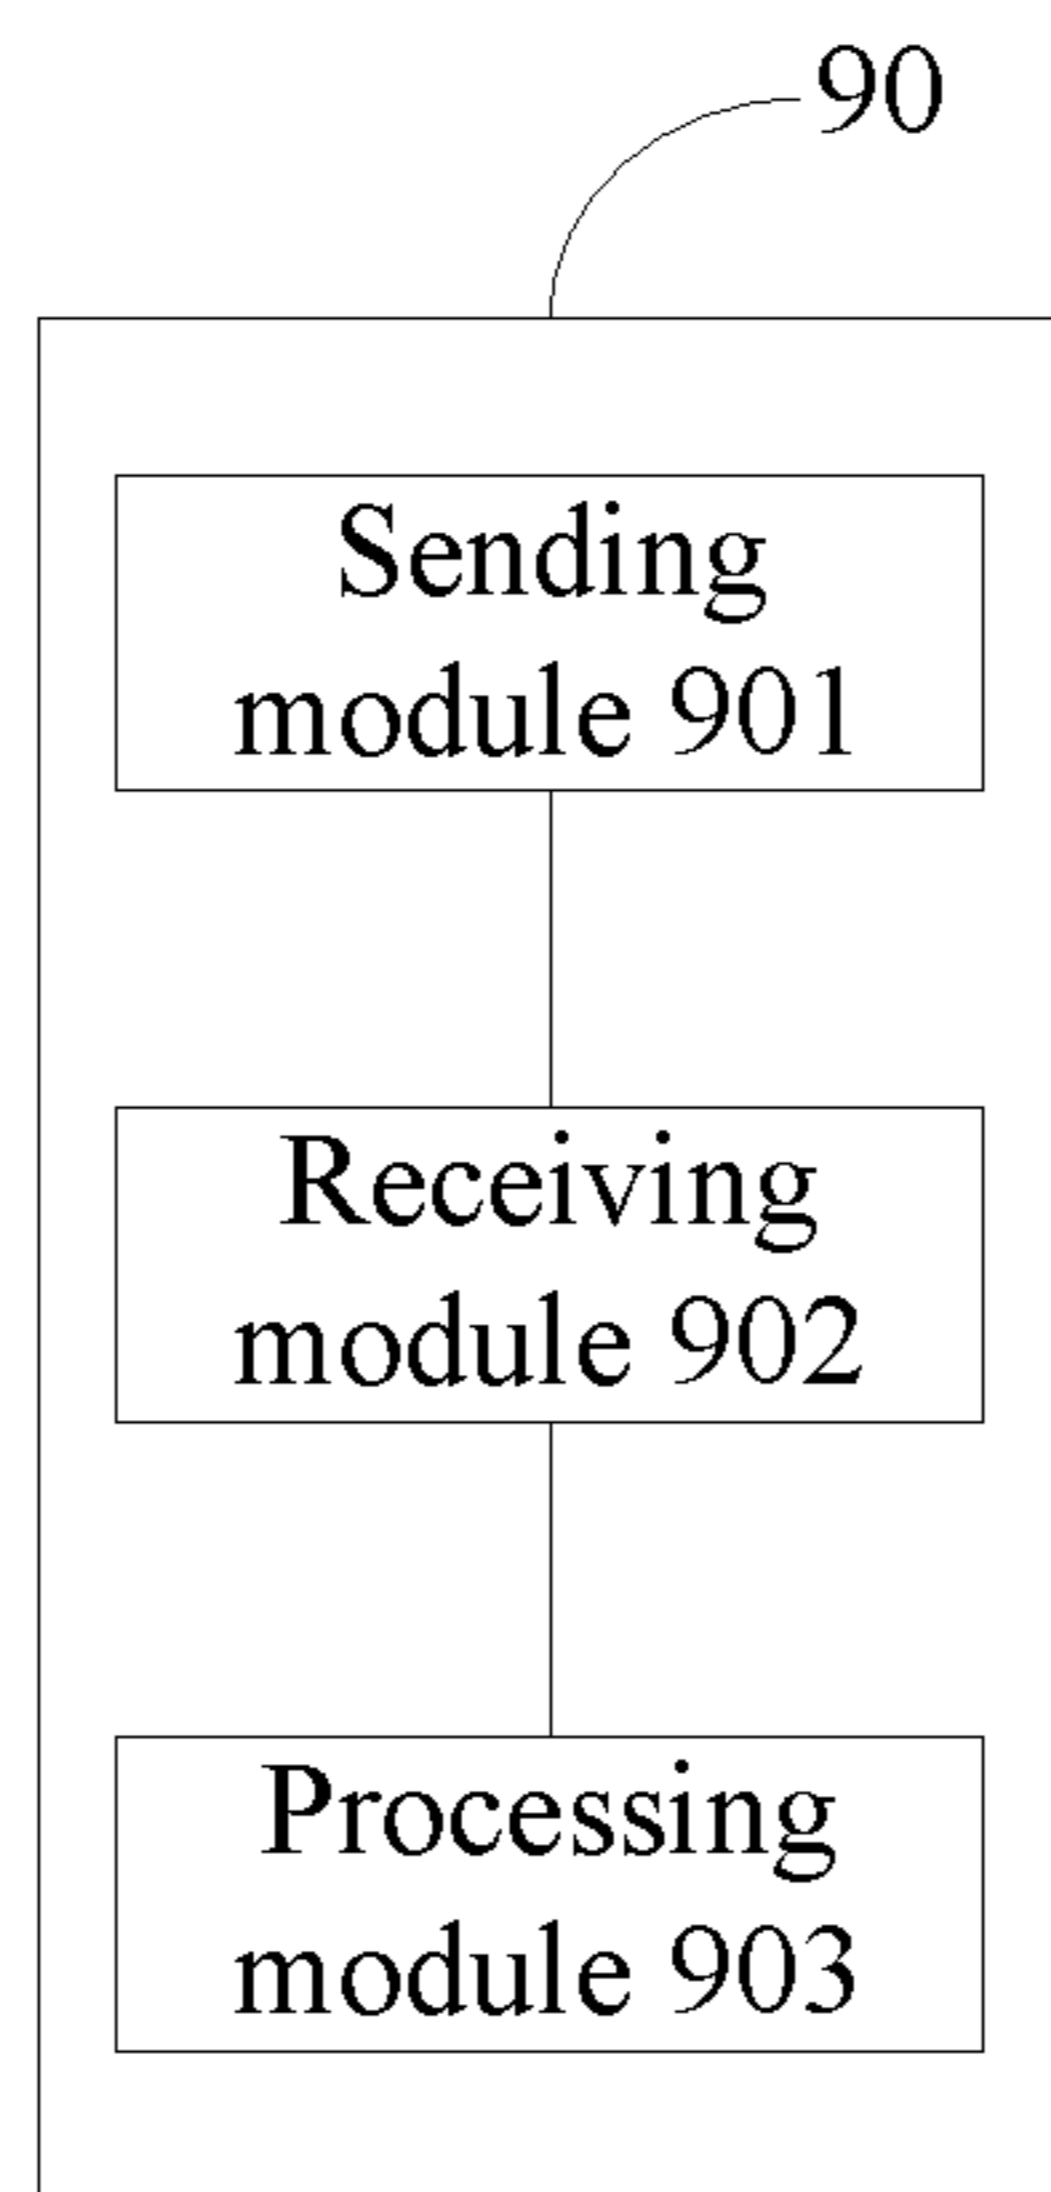 90
Sending
module 901
Receiving
module 902
Processing
module 903